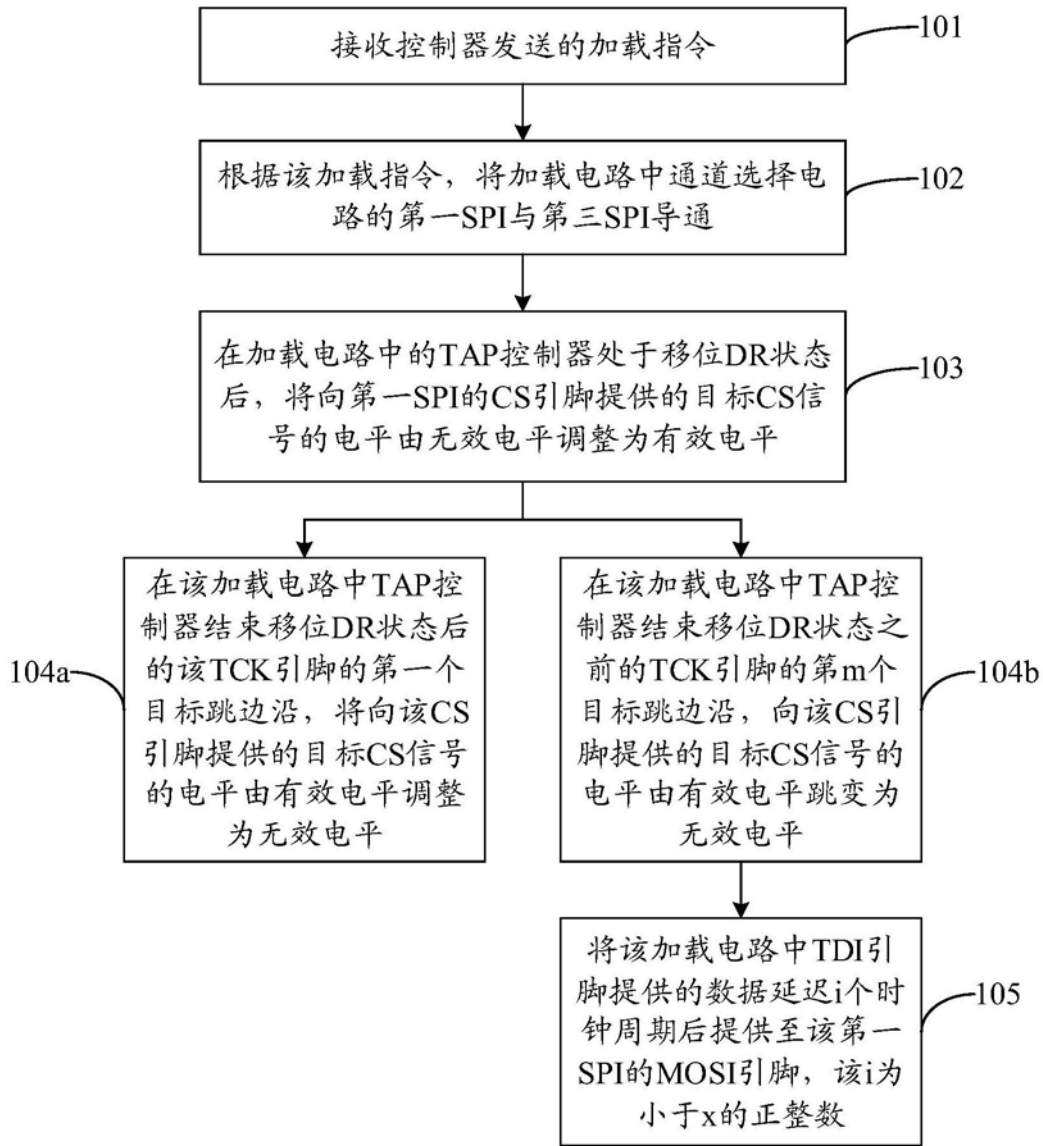 接收控制器发送的加载指令
101
根据该加载指令，将加载电路中通道选择电
路的第一SPI与第三SPI导通
102
在加载电路中的TAP控制器处于移位DR状态
后，将向第一SPI的CS引脚提供的目标CS信
号的电平由无效电平调整为有效电平
103
在该加载电路中TAP控
制器结束移位DR状态后
的该TCK引脚的第一个
目标跳边沿，将向该CS
引脚提供的目标CS信号
的电平由有效电平调整
为无效电平
104a
在该加载电路中TAP控
制器结束移位DR状态之
前的TCK引脚的第m个
目标跳边沿，向该CS引
脚提供的目标CS信号的
电平由有效电平跳变为
无效电平
104b
将该加载电路中TDI引
脚提供的数据延迟i个时
钟周期后提供至该第一
SPI的MOSI引脚，该i为
小于x的正整数
105